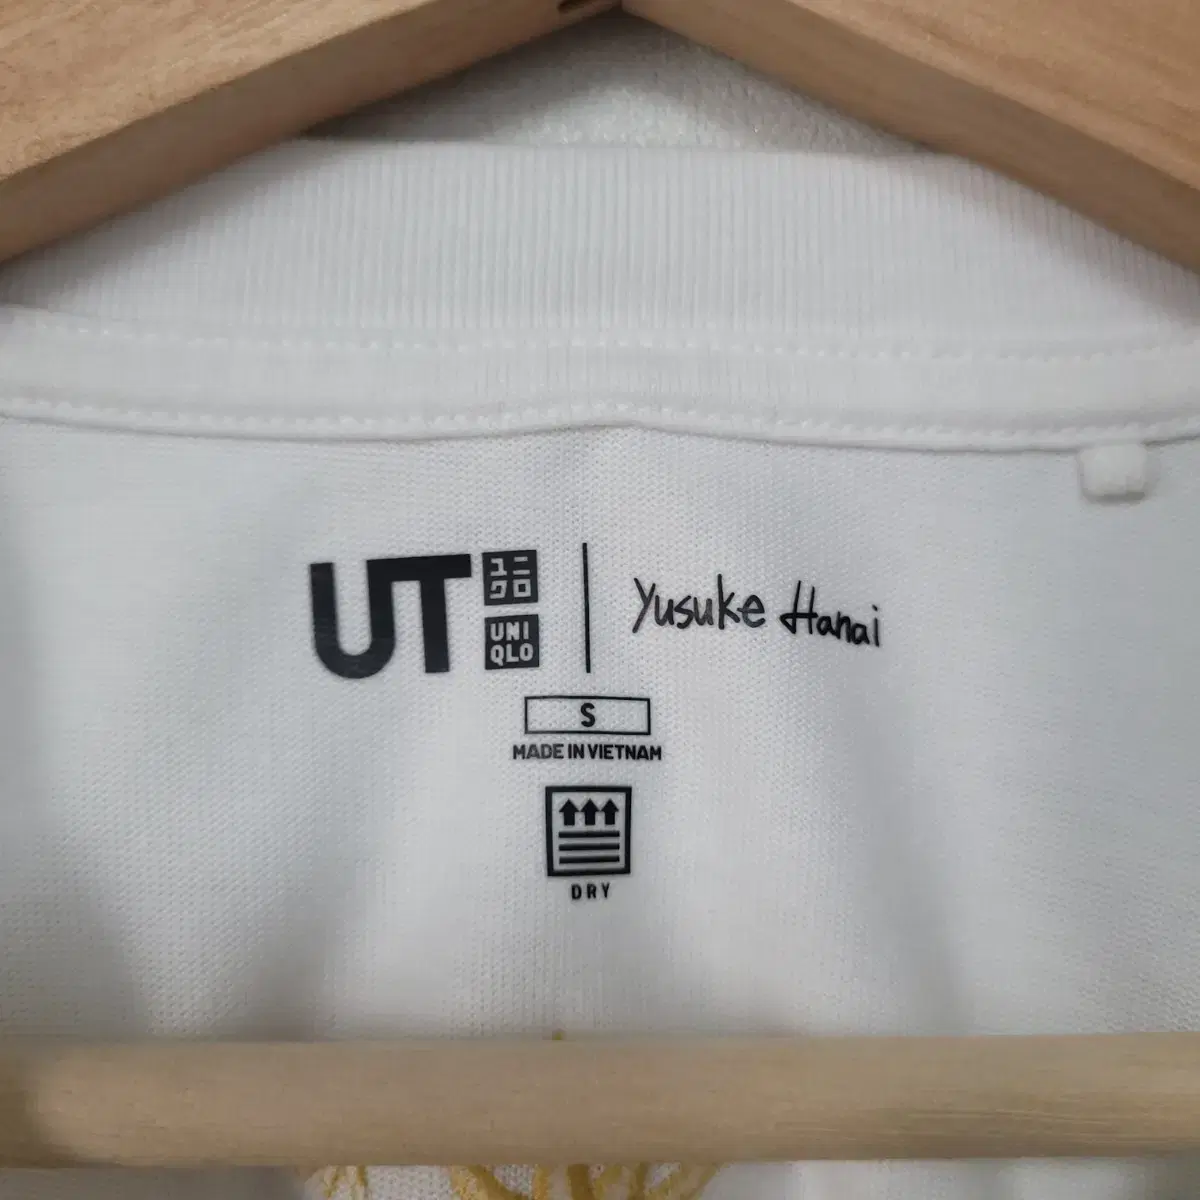 UT
ユニ
クロ
UNI
QLO
Yusuke Hanai
S
MADE IN VIETNAM
DRY